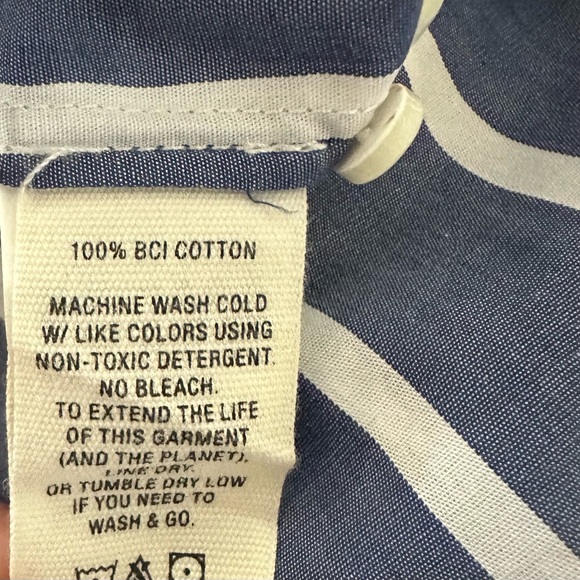 100% BCI COTTON
MACHINE WASH COLD
W/ LIKE COLORS USING
NON-TOXIC DETERGENT.
NO BLEACH.
TO EXTEND THE LIFE
OF THIS GARMENT
(AND THE PLANET),
LINE DRY.
OR TUMBLE DRY LOW
IF YOU NEED TO
WASH & GO.